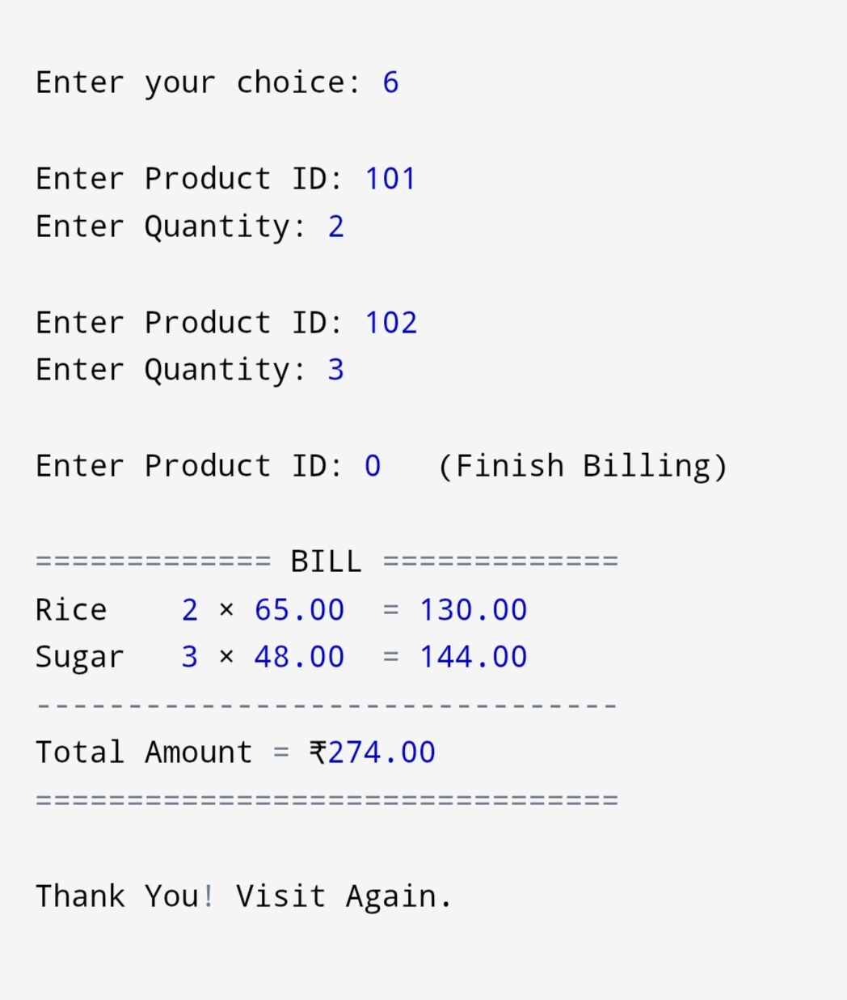 Enter your choice: 6
Enter Product ID: 101
Enter Quantity: 2
Enter Product ID: 102
Enter Quantity: 3
Enter Product ID: 0   (Finish Billing)
============= BILL =============
Rice    2 × 65.00  = 130.00
Sugar   3 × 48.00  = 144.00
--------------------------------
Total Amount = ₹274.00
================================
Thank You! Visit Again.